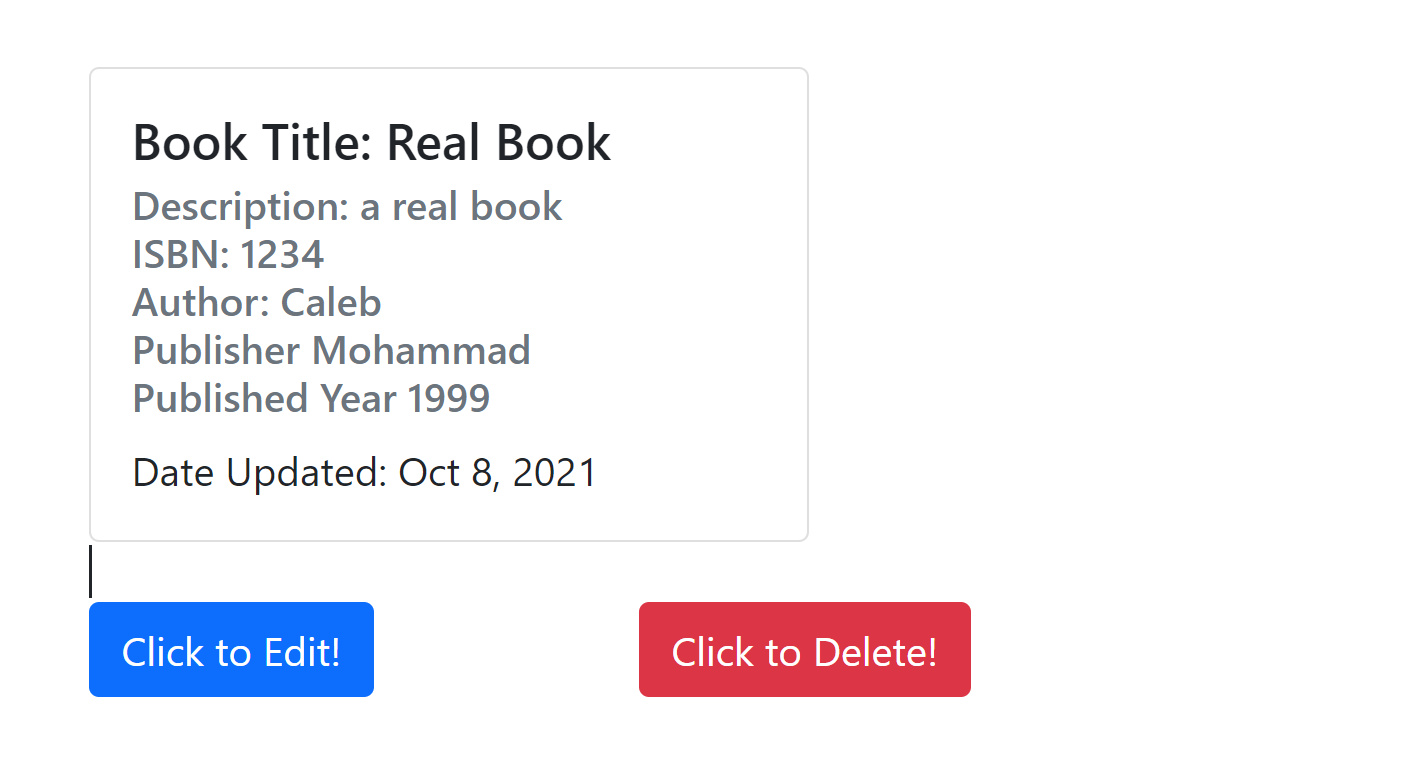 Book Title: Real Book
Description: a real book
ISBN: 1234
Author: Caleb
Publisher Mohammad
Published Year 1999
Date Updated: Oct 8, 2021
Click to Edit!
Click to Delete!